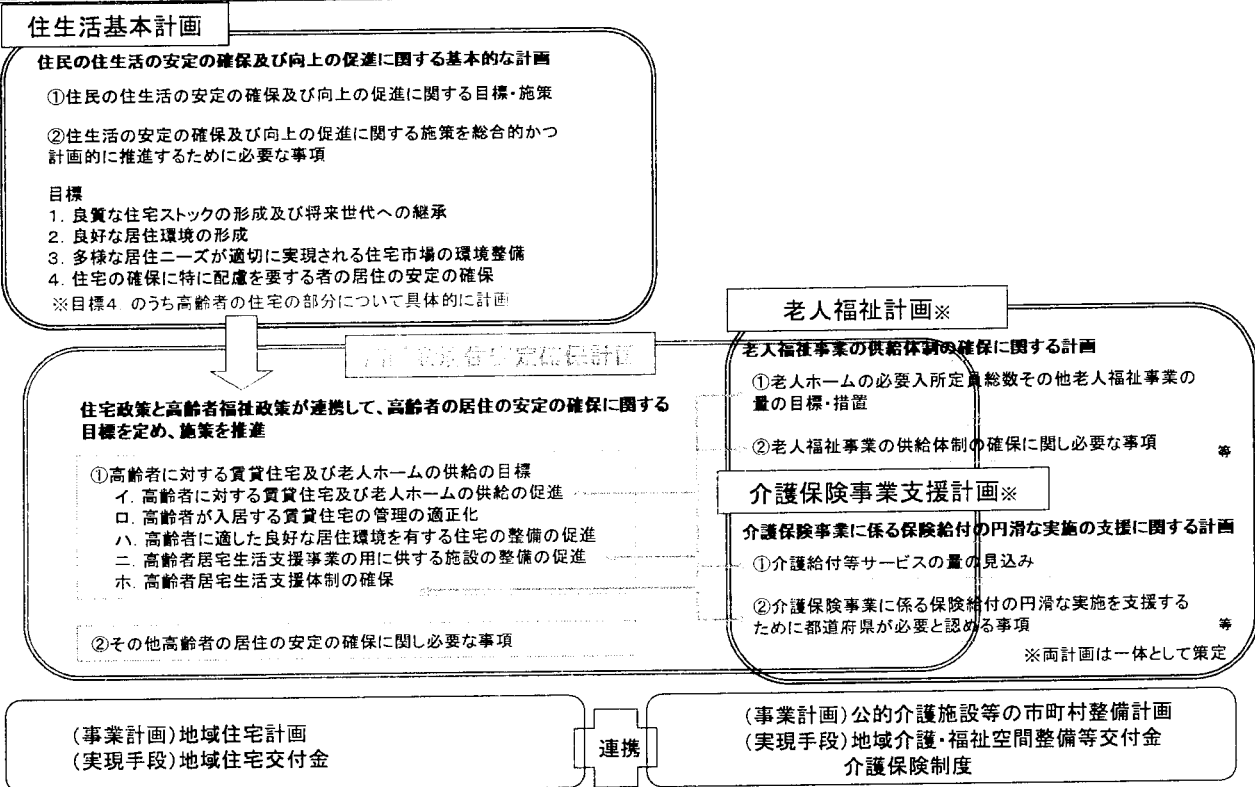 住生活基本計画
住民の住生活の安定の確保及び向上の促進に関する基本的な計画
①住民の住生活の安定の確保及び向上の促進に関する目標・施策
②住生活の安定の確保及び向上の促進に関する施策を総合的かつ
計画的に推進するために必要な事項
目標
1. 良質な住宅ストックの形成及び将来世代への継承
2. 良好な居住環境の形成
3. 多様な居住ニーズが適切に実現される住宅市場の環境整備
4. 住宅の確保に特に配慮を要する者の居住の安定の確保
※目標4. のうち高齢者の住宅の部分について具体的に計画
居住安定確保計画
住宅政策と高齢者福祉政策が連携して、高齢者の居住の安定の確保に関する
目標を定め、施策を推進
①高齢者に対する賃貸住宅及び老人ホームの供給の目標
イ. 高齢者に対する賃貸住宅及び老人ホームの供給の促進
ロ. 高齢者が入居する賃貸住宅の管理の適正化
ハ. 高齢者に適した良好な居住環境を有する住宅の整備の促進
ニ. 高齢者居宅生活支援事業の用に供する施設の整備の促進
ホ. 高齢者居宅生活支援体制の確保
②その他高齢者の居住の安定の確保に関し必要な事項
老人福祉計画※
老人福祉事業の供給体制の確保に関する計画
①老人ホームの必要入所定員総数その他老人福祉事業の
量の目標・措置
②老人福祉事業の供給体制の確保に関し必要な事項
等
介護保険事業支援計画※
介護保険事業に係る保険給付の円滑な実施の支援に関する計画
①介護給付等サービスの量の見込み
②介護保険事業に係る保険給付の円滑な実施を支援する
ために都道府県が必要と認める事項
等
※両計画は一体として策定
(事業計画)地域住宅計画
(実現手段)地域住宅交付金
連携
(事業計画)公的介護施設等の市町村整備計画
(実現手段)地域介護・福祉空間整備等交付金
介護保険制度